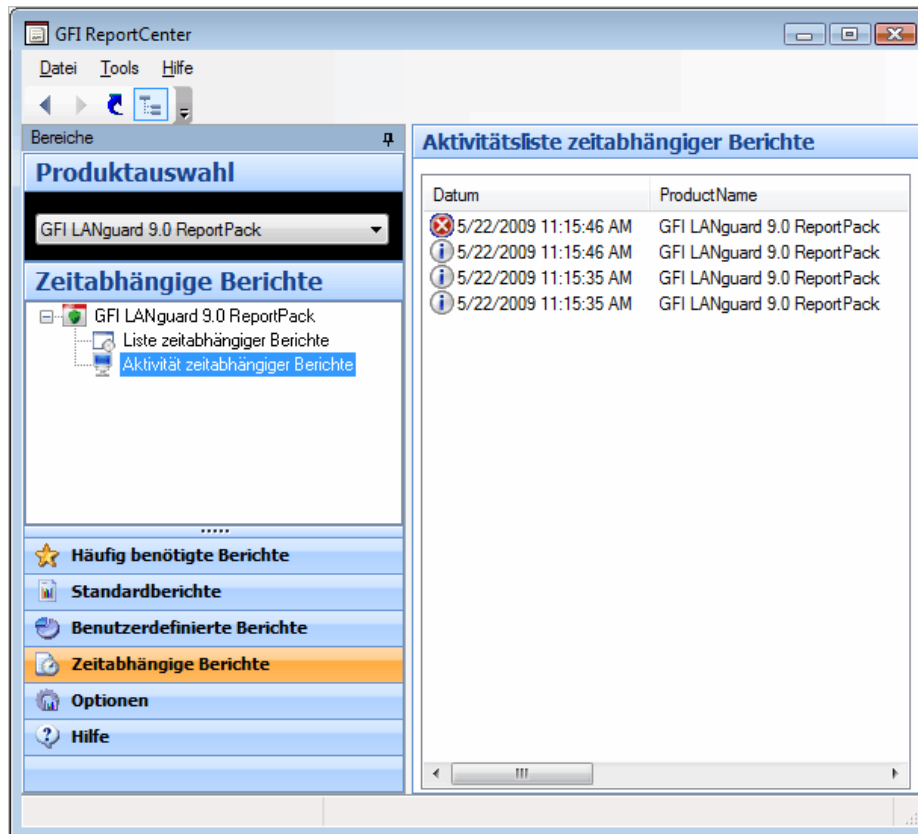 GFI ReportCenter
Datei Tools Hilfe
Bereiche
Produktauswahl
GFI LANguard 9.0 ReportPack
Zeitabhängige Berichte
GFI LANguard 9.0 ReportPack
Liste zeitabhängiger Berichte
Aktivität zeitabhängiger Berichte
Häufig benötigte Berichte
Standardberichte
Benutzerdefinierte Berichte
Zeitabhängige Berichte
Optionen
Hilfe
Aktivitätsliste zeitabhängiger Berichte
Datum ProductName
5/22/2009 11:15:46 AM GFI LANguard 9.0 ReportPack
5/22/2009 11:15:46 AM GFI LANguard 9.0 ReportPack
5/22/2009 11:15:35 AM GFI LANguard 9.0 ReportPack
5/22/2009 11:15:35 AM GFI LANguard 9.0 ReportPack